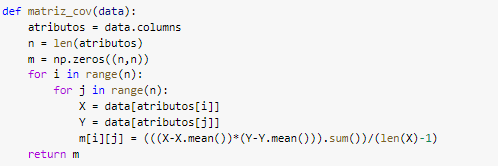 def matriz_cov(data):
    atributos = data.columns
    n = len(atributos)
    m = np.zeros((n,n))
    for i in range(n):
        for j in range(n):
            X = data[atributos[i]]
            Y = data[atributos[j]]
            m[i][j] = (((X-X.mean())*(Y-Y.mean())).sum())/(len(X)-1)
    return m